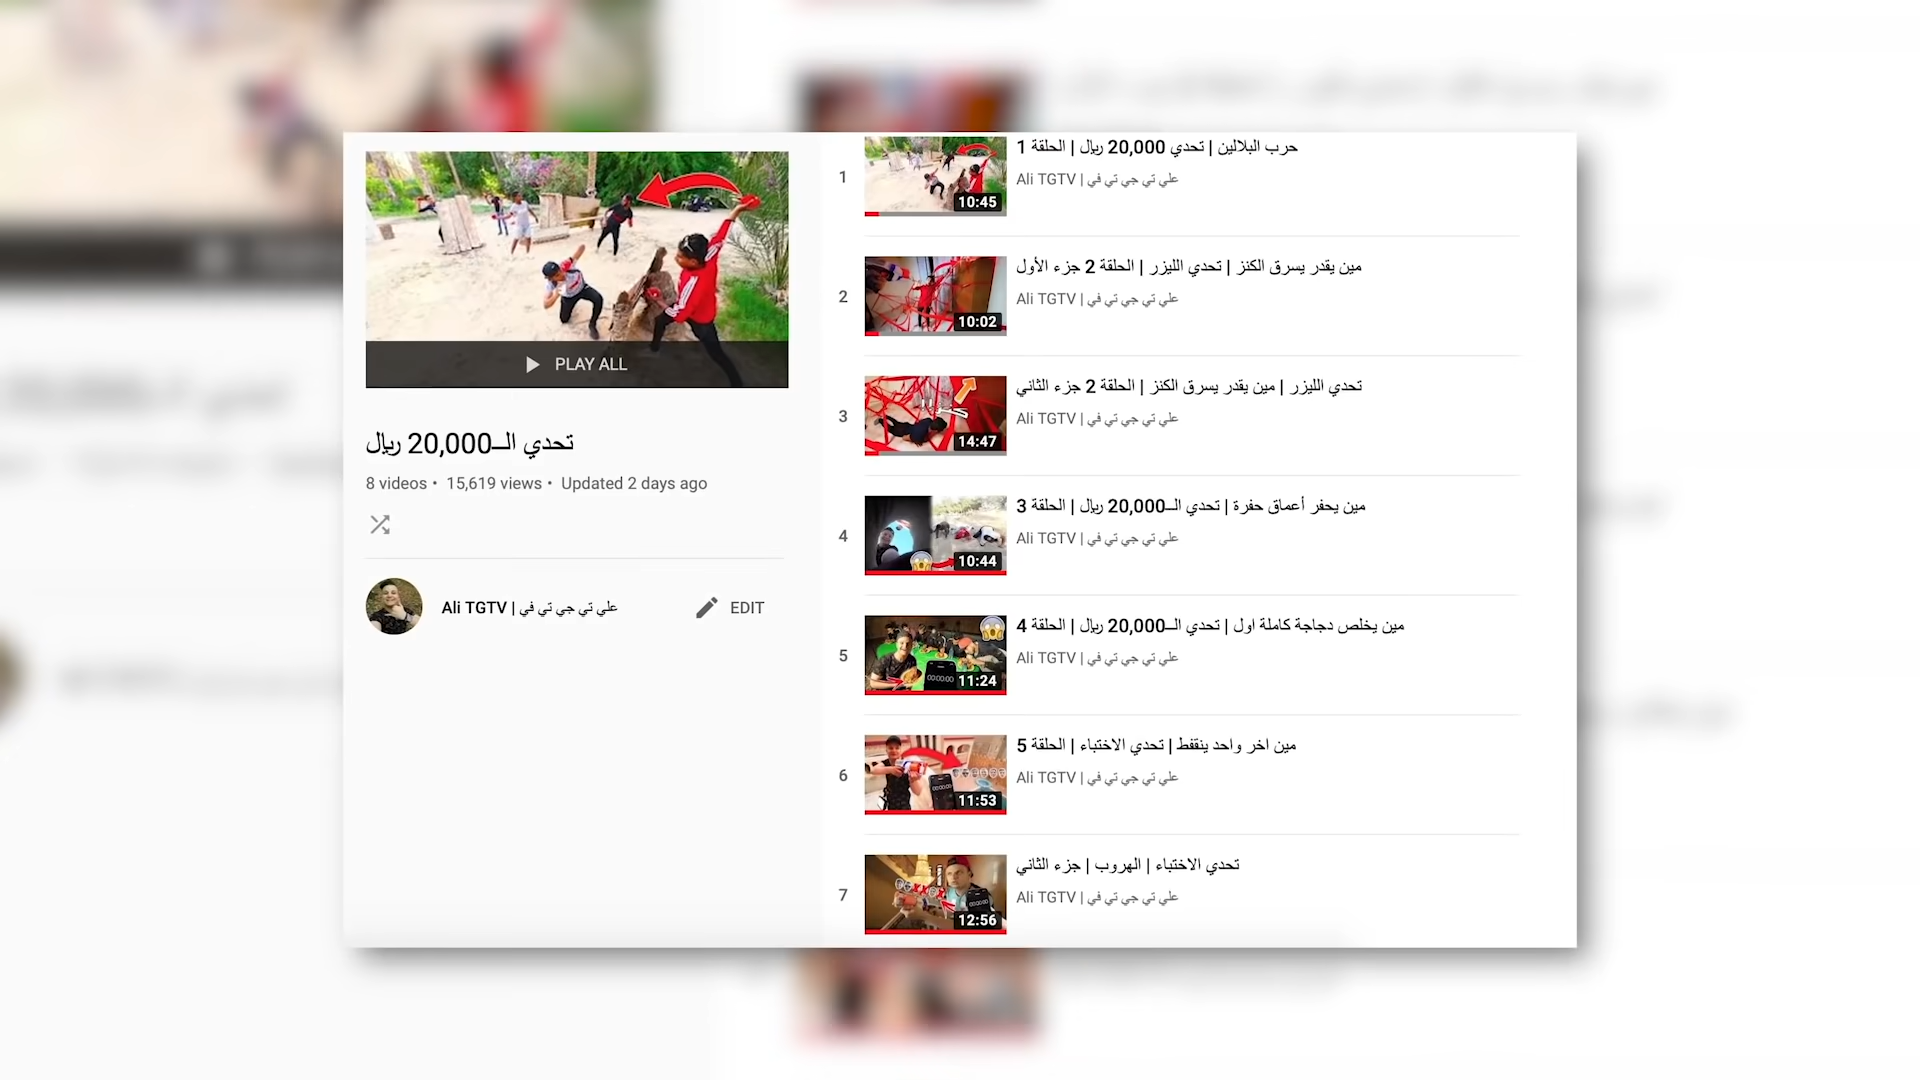 PLAY ALL
تحدي الـ20,000 ريال
8 videos • 15,619 views • Updated 2 days ago
Ali TGTV | علي تي جي تي في
EDIT
1
10:45
حرب البلالين | تحدي 20,000 ريال | الحلقة 1
Ali TGTV | علي تي جي تي في
2
10:02
مين يقدر يسرق الكنز | تحدي الليزر | الحلقة 2 جزء الأول
Ali TGTV | علي تي جي تي في
3
14:47
تحدي الليزر | مين يقدر يسرق الكنز | الحلقة 2 جزء الثاني
Ali TGTV | علي تي جي تي في
4
10:44
مين يحفر أعماق حفرة | تحدي الـ20,000 ريال | الحلقة 3
Ali TGTV | علي تي جي تي في
5
00:00:00
11:24
مين يخلص دجاجة كاملة اول | تحدي الـ20,000 ريال | الحلقة 4
Ali TGTV | علي تي جي تي في
6
00:00:00
11:53
مين اخر واحد ينقفط | تحدي الاختباء | الحلقة 5
Ali TGTV | علي تي جي تي في
7
12:56
تحدي الاختباء | الهروب | جزء الثاني
Ali TGTV | علي تي جي تي في